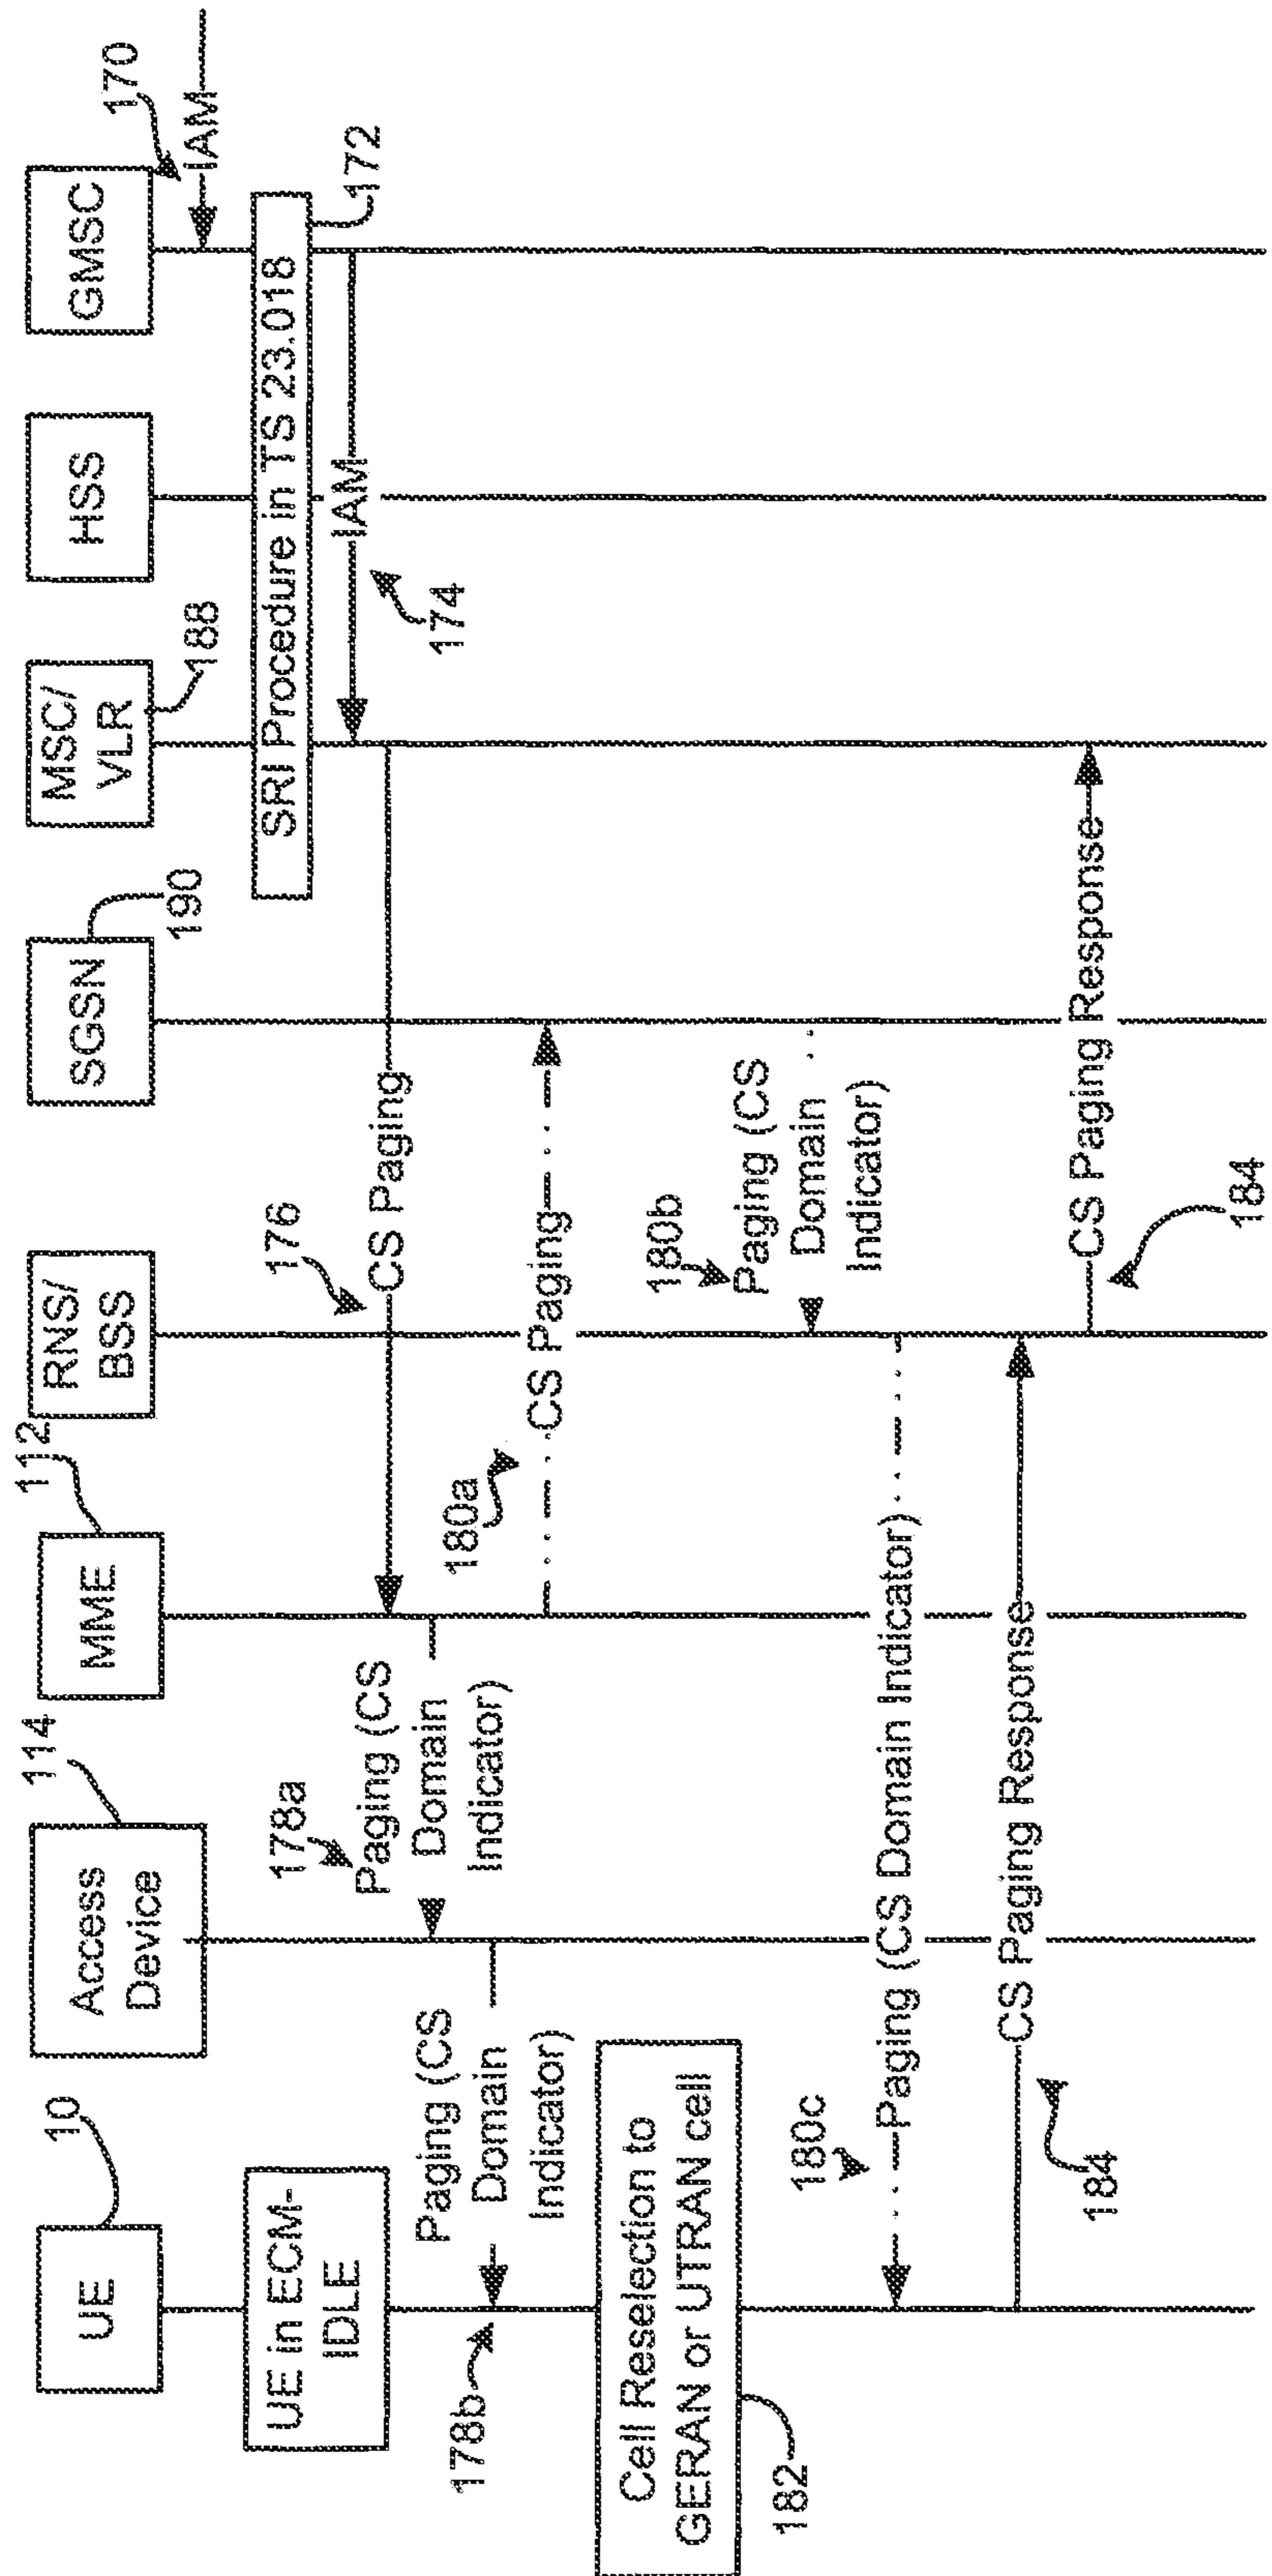 10
114
112
190
188
UE
Access
Device
MME
RNS/
BSS
SGSN
MSC/
VLR
HSS
GMSC
170
IAM
UE in ECM-
IDLE
SRI Procedure in TS 23.018
172
IAM
174
176
CS Paging
178a
Paging (CS
Domain
Indicator)
178b
Paging (CS
Domain
Indicator)
180a
CS Paging
Cell Reselection to
GERAN or UTRAN cell
182
180b
Paging (CS
Domain
Indicator)
180c
Paging (CS Domain Indicator)
CS Paging Response
184
CS Paging Response
184